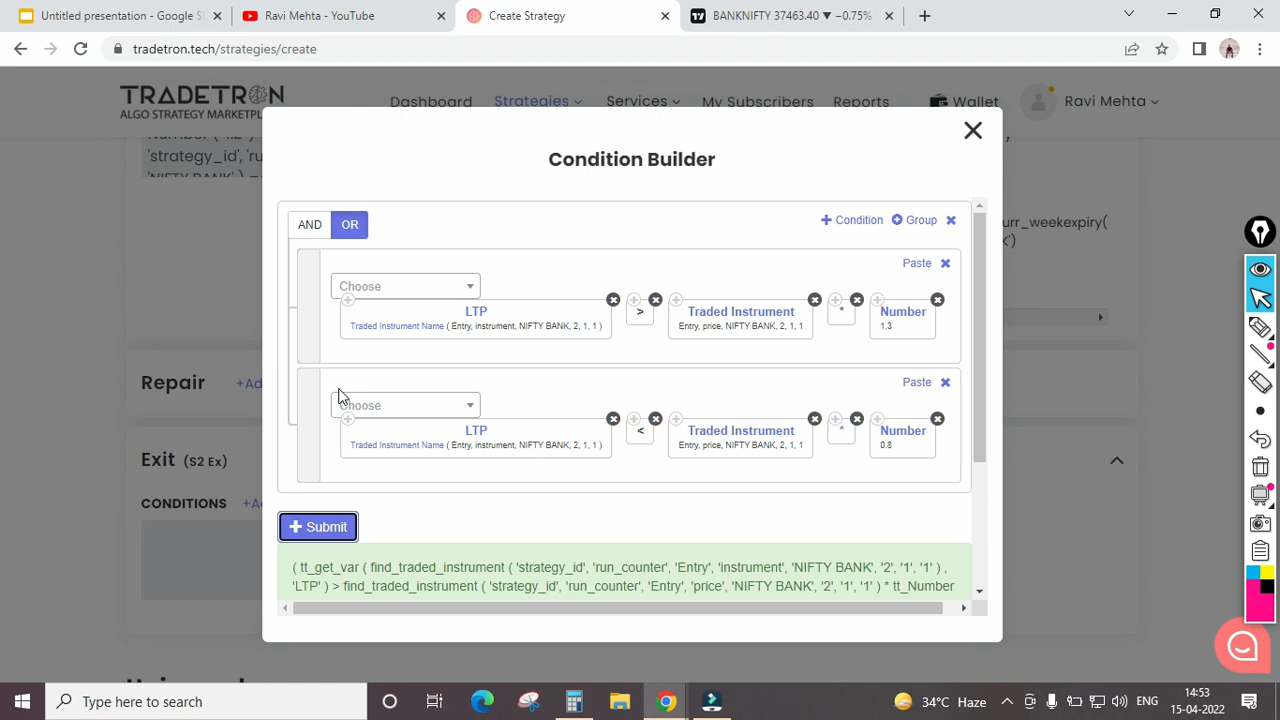 Untitled presentation - Google S
Ravi Mehta - YouTube
Create Strategy
BANKNIFTY 37463.40 ▼ −0.75%
tradetron.tech/strategies/create
TRADETRON
ALGO STRATEGY MARKETPL
Dashboard
Strategies
Services
My Subscribers
Reports
Wallet
Ravi Mehta
'strategy_id', 'ru
'NIFTY BANK' )
urr_weekexpiry(
K')
Condition Builder
AND OR
+ Condition
Group
Paste
Choose
LTP
Traded Instrument Name ( Entry, instrument, NIFTY BANK, 2, 1, 1 )
>
Traded Instrument
Entry, price, NIFTY BANK, 2, 1, 1
*
Number
1.3
Paste
Choose
LTP
Traded Instrument Name ( Entry, instrument, NIFTY BANK, 2, 1, 1 )
<
Traded Instrument
Entry, price, NIFTY BANK, 2, 1, 1
*
Number
0.8
Repair
+Ad
Exit (S2 Ex)
CONDITIONS
+Ad
+ Submit
( tt_get_var ( find_traded_instrument ( 'strategy_id', 'run_counter', 'Entry', 'instrument', 'NIFTY BANK', '2', '1', '1' ) ,
'LTP' ) > find_traded_instrument ( 'strategy_id', 'run_counter', 'Entry', 'price', 'NIFTY BANK', '2', '1', '1' ) * tt_Number
Type here to search
34°C Haze
ENG
14:53
15-04-2022